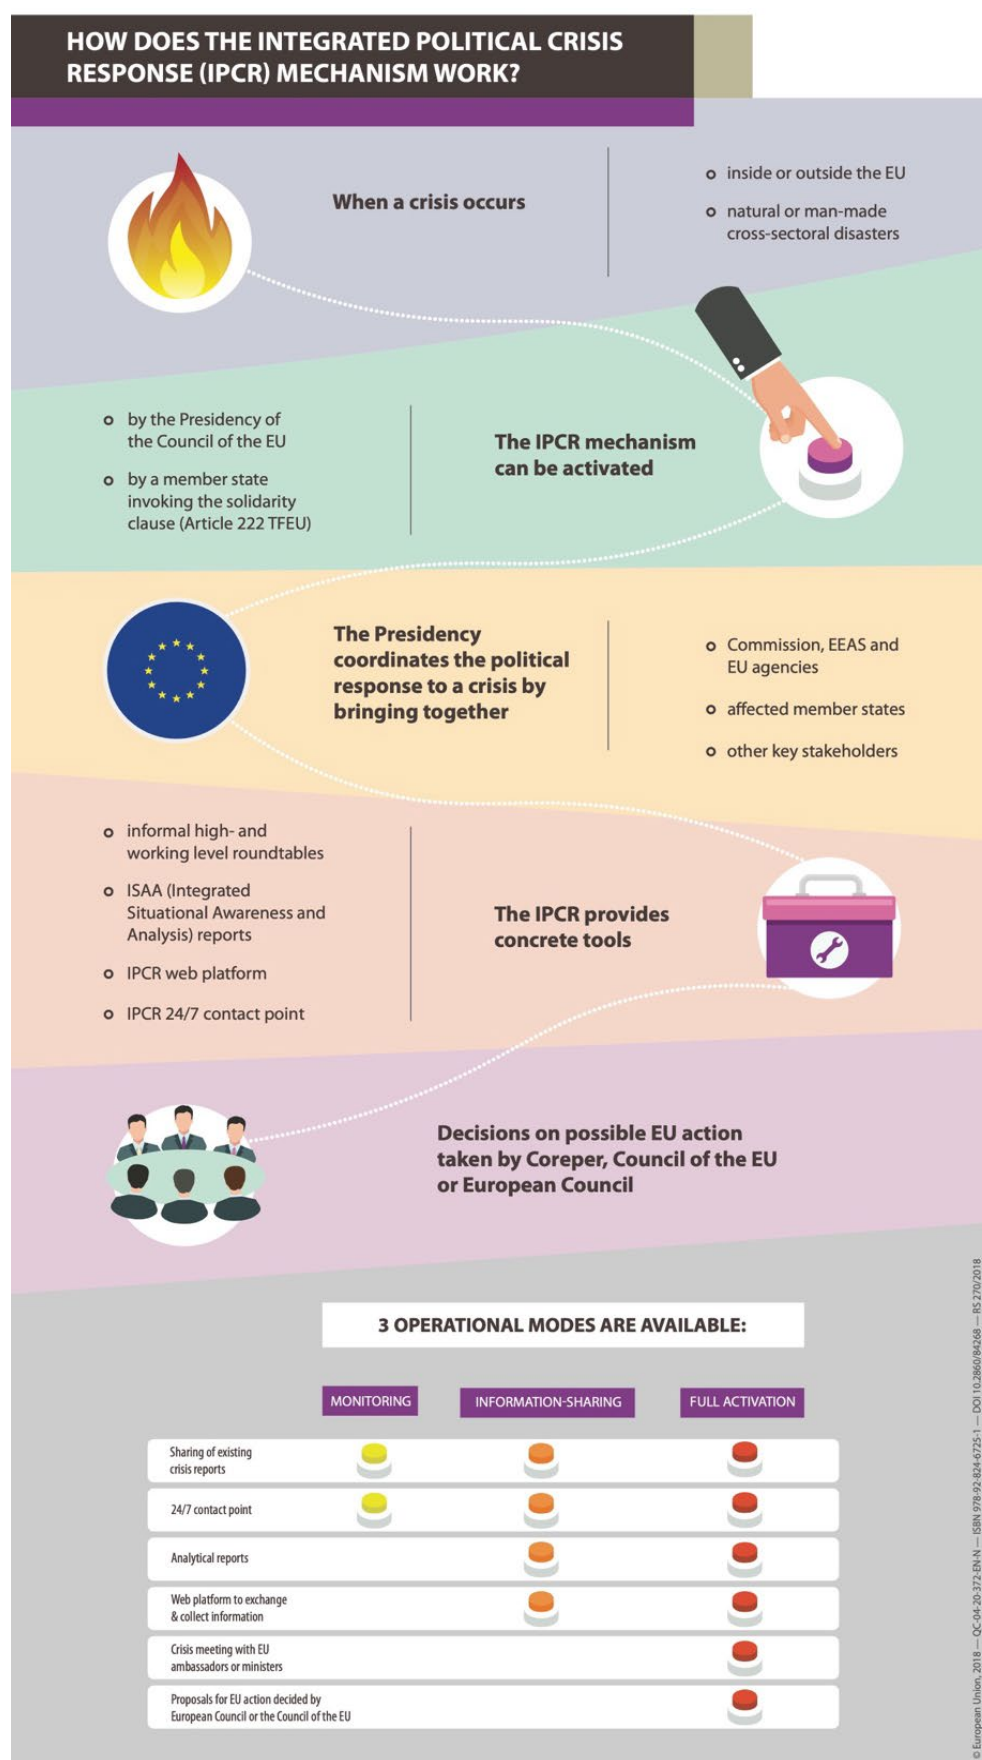 HOW DOES THE INTEGRATED POLITICAL CRISIS
RESPONSE (IPCR) MECHANISM WORK?
When a crisis occurs
inside or outside the EU
natural or man-made
cross-sectoral disasters
by the Presidency of
the Council of the EU
by a member state
invoking the solidarity
clause (Article 222 TFEU)
The IPCR mechanism
can be activated
The Presidency
coordinates the political
response to a crisis by
bringing together
Commission, EEAS and
EU agencies
affected member states
other key stakeholders
informal high- and
working level roundtables
ISAA (Integrated
Situational Awareness and
Analysis) reports
IPCR web platform
IPCR 24/7 contact point
The IPCR provides
concrete tools
Decisions on possible EU action
taken by Coreper, Council of the EU
or European Council
3 OPERATIONAL MODES ARE AVAILABLE:
MONITORING
INFORMATION-SHARING
FULL ACTIVATION
Sharing of existing
crisis reports
24/7 contact point
Analytical reports
Web platform to exchange
& collect information
Crisis meeting with EU
ambassadors or ministers
Proposals for EU action decided by
European Council or the Council of the EU
© European Union, 2018 — QC-04-20-372-EN-N — ISBN 978-92-824-6725-1 — DOI 10.2860/84268 — RS 270/2018